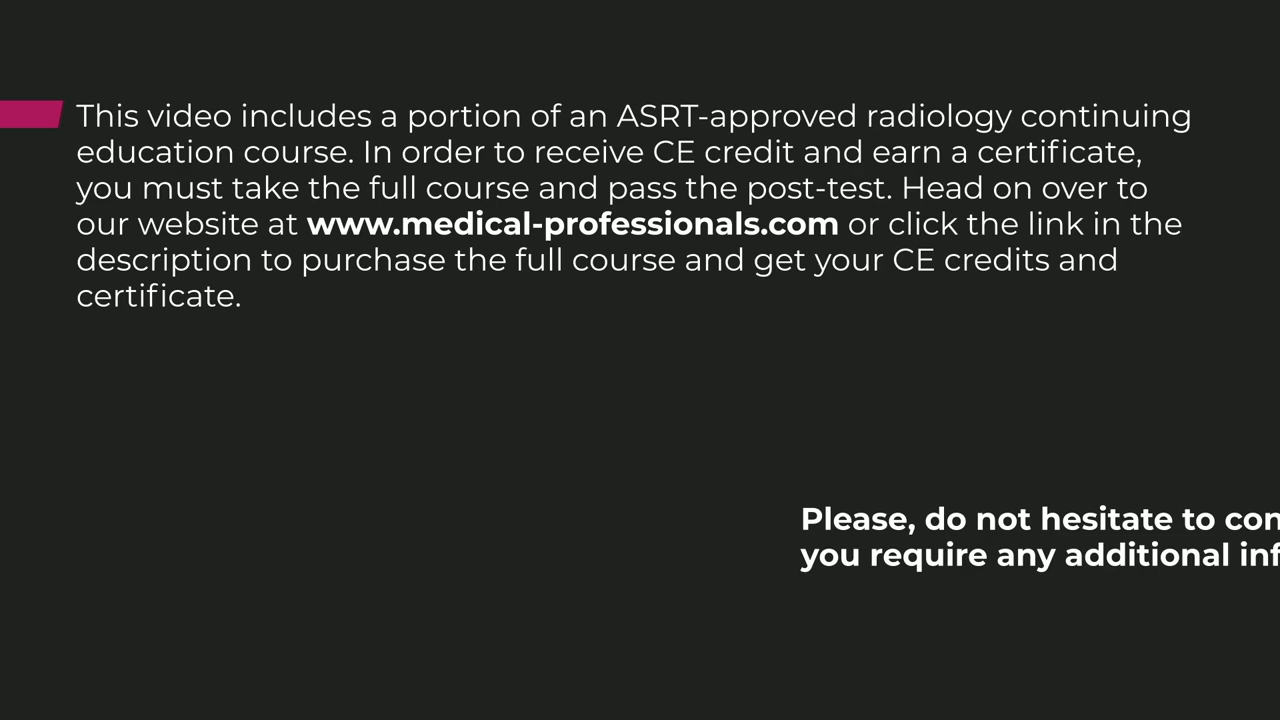 This video includes a portion of an ASRT-approved radiology continuing
education course. In order to receive CE credit and earn a certificate,
you must take the full course and pass the post-test. Head on over to
our website at www.medical-professionals.com or click the link in the
description to purchase the full course and get your CE credits and
certificate.
Please, do not hesitate to
you require any additional